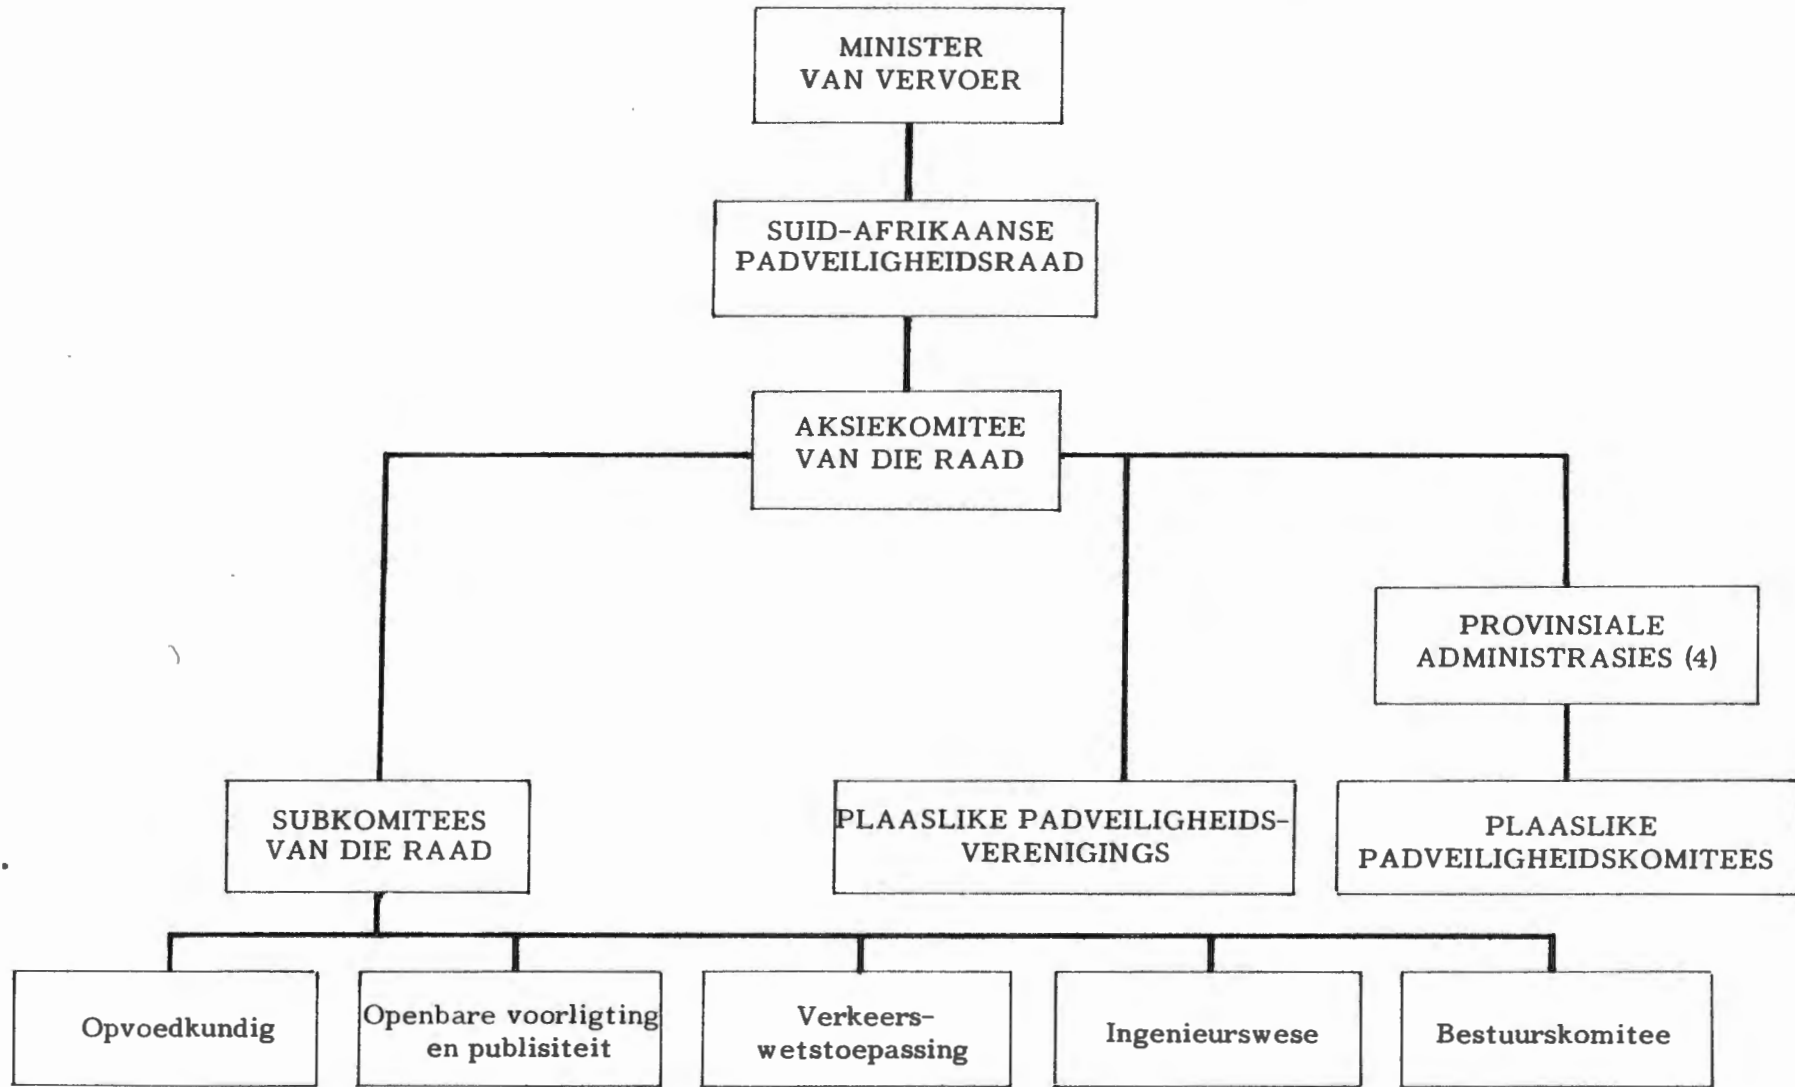 MINISTER
VAN VERVOER
SUID-AFRIKAANSE
PADVEILIGHEIDSRAAD
AKSIEKOMITEE
VAN DIE RAAD
PROVINSIALE
ADMINISTRASIES (4)
SUBKOMITEES
VAN DIE RAAD
PLAASLIKE PADVEILIGHEIDS-
VERENIGINGS
PLAASLIKE
PADVEILIGHEIDSKOMITEES
Opvoedkundig
Openbare voorligting
en publisiteit
Verkeers-
wetstoepassing
Ingenieurswese
Bestuurskomitee